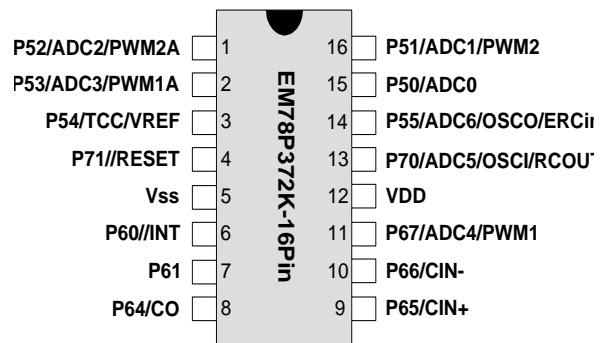 P52/ADC2/PWM2A 1 16 P51/ADC1/PWM2
P53/ADC3/PWM1A 2 15 P50/ADC0
P54/TCC/VREF 3 14 P55/ADC6/OSCO/ERCin
P71//RESET 4 13 P70/ADC5/OSCI/RCOUT
Vss 5 12 VDD
P60//INT 6 11 P67/ADC4/PWM1
P61 7 10 P66/CIN-
P64/CO 8 9 P65/CIN+
EM78P372K-16Pin